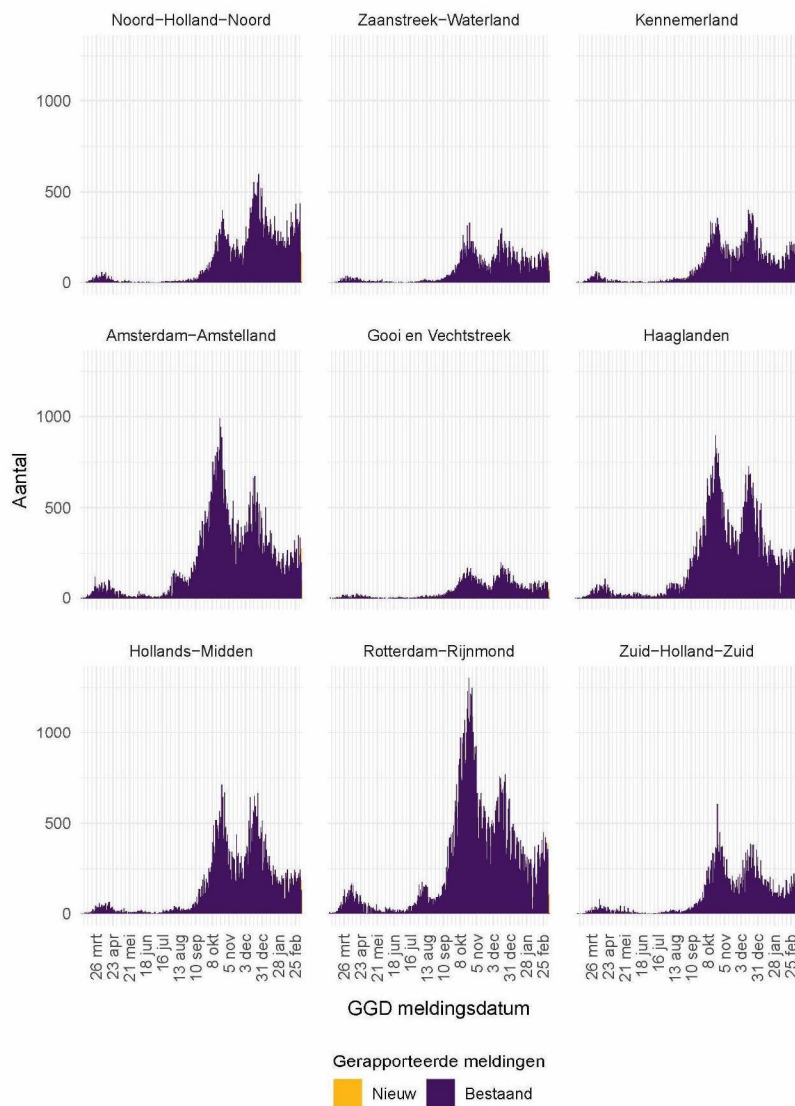 Noord−Holland−Noord Zaanstreek−Waterland Kennemerland
1000
500
0
Amsterdam−Amstelland Gooi en Vechtstreek Haaglanden
1000
500
0
Aantal
Hollands−Midden Rotterdam−Rijnmond Zuid−Holland−Zuid
1000
500
0
26 mrt 23 apr 21 mei 18 jun 16 jul 13 aug 10 sep 8 okt 5 nov 3 dec 31 dec 28 jan 25 feb 26 mrt 23 apr 21 mei 18 jun 16 jul 13 aug 10 sep 8 okt 5 nov 3 dec 31 dec 28 jan 25 feb 26 mrt 23 apr 21 mei 18 jun 16 jul 13 aug 10 sep 8 okt 5 nov 3 dec 31 dec 28 jan 25 feb
GGD meldingsdatum
Gerapporteerde meldingen
Nieuw Bestaand